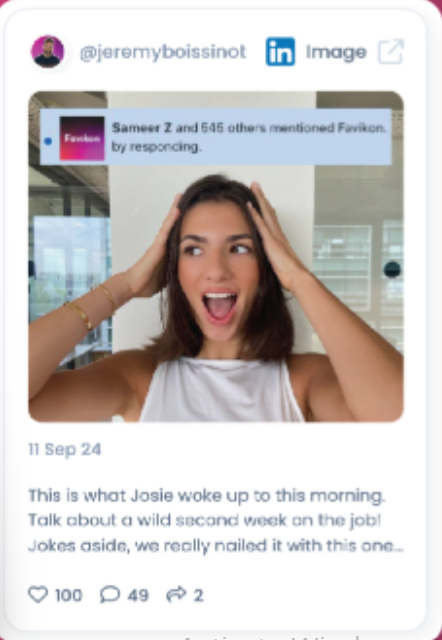 @jeremyboissinot in Image
Favikon
Sameer Z and 545 others mentioned Favikon.
by responding.
11 Sep 24
This is what Josie woke up to this morning.
Talk about a wild second week on the job!
Jokes aside, we really nailed it with this one...
100 49 2